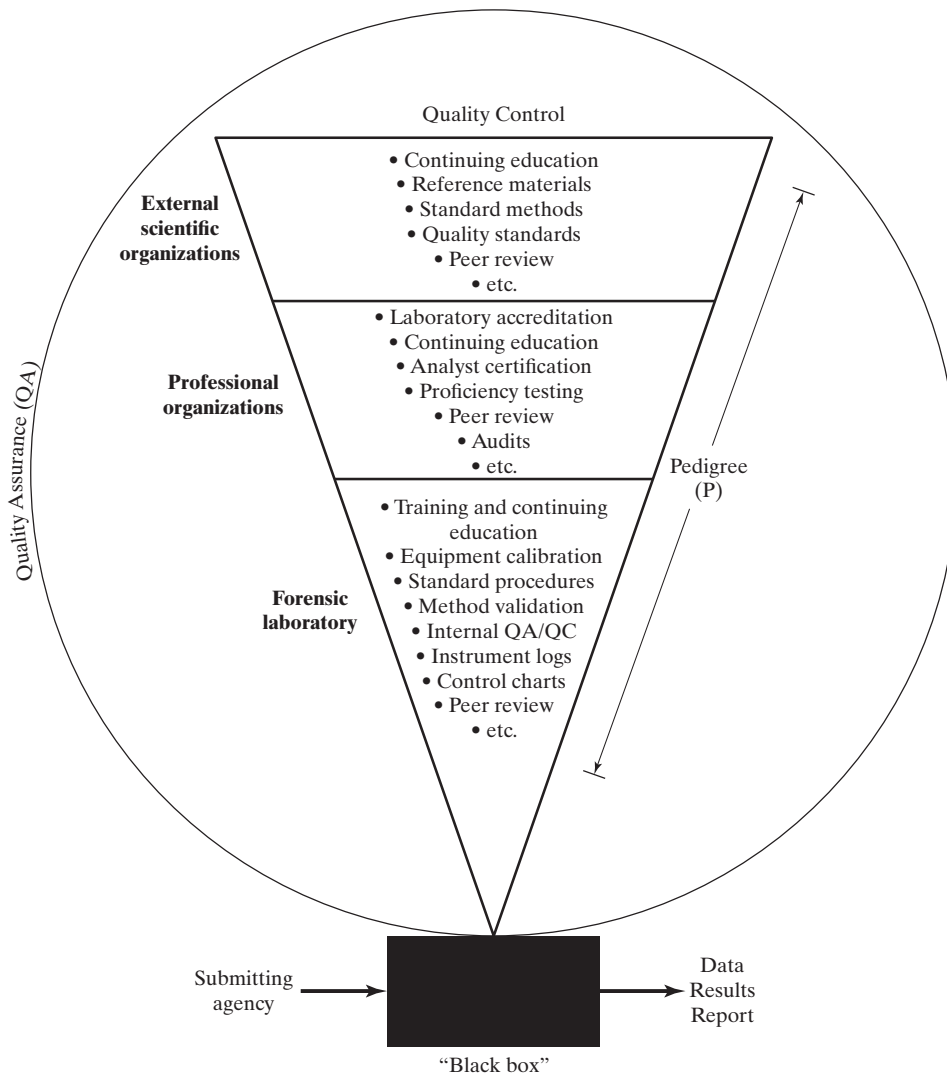 Quality Control
• Continuing education
• Reference materials
• Standard methods
• Quality standards
• Peer review
• etc.
External
scientific
organizations
• Laboratory accreditation
• Continuing education
• Analyst certification
• Proficiency testing
• Peer review
• Audits
• etc.
Professional
organizations
Quality Assurance (QA)
Pedigree
(P)
• Training and continuing
education
• Equipment calibration
• Standard procedures
• Method validation
• Internal QA/QC
• Instrument logs
• Control charts
• Peer review
• etc.
Forensic
laboratory
Submitting
agency
Data
Results
Report
“Black box”